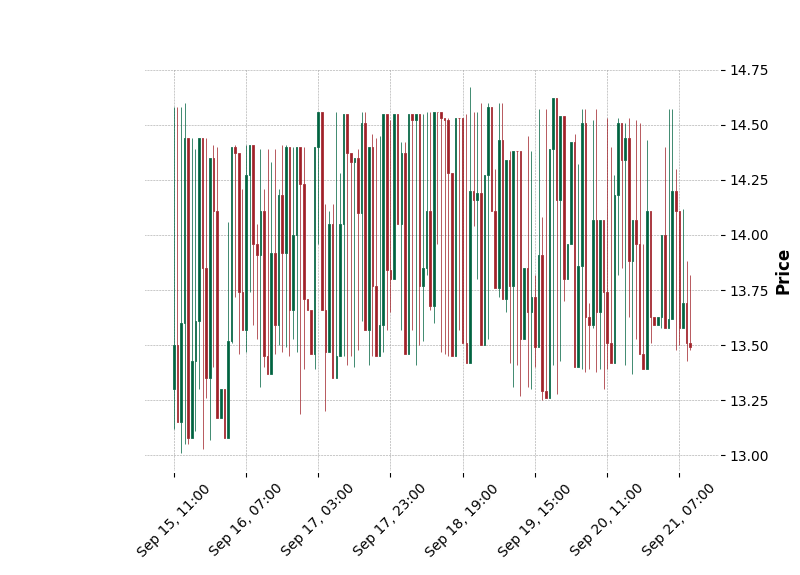 14.75
14.50
14.25
14.00
13.75
13.50
13.25
13.00
Price
Sep 15, 11:00
Sep 16, 07:00
Sep 17, 03:00
Sep 17, 23:00
Sep 18, 19:00
Sep 19, 15:00
Sep 20, 11:00
Sep 21, 07:00